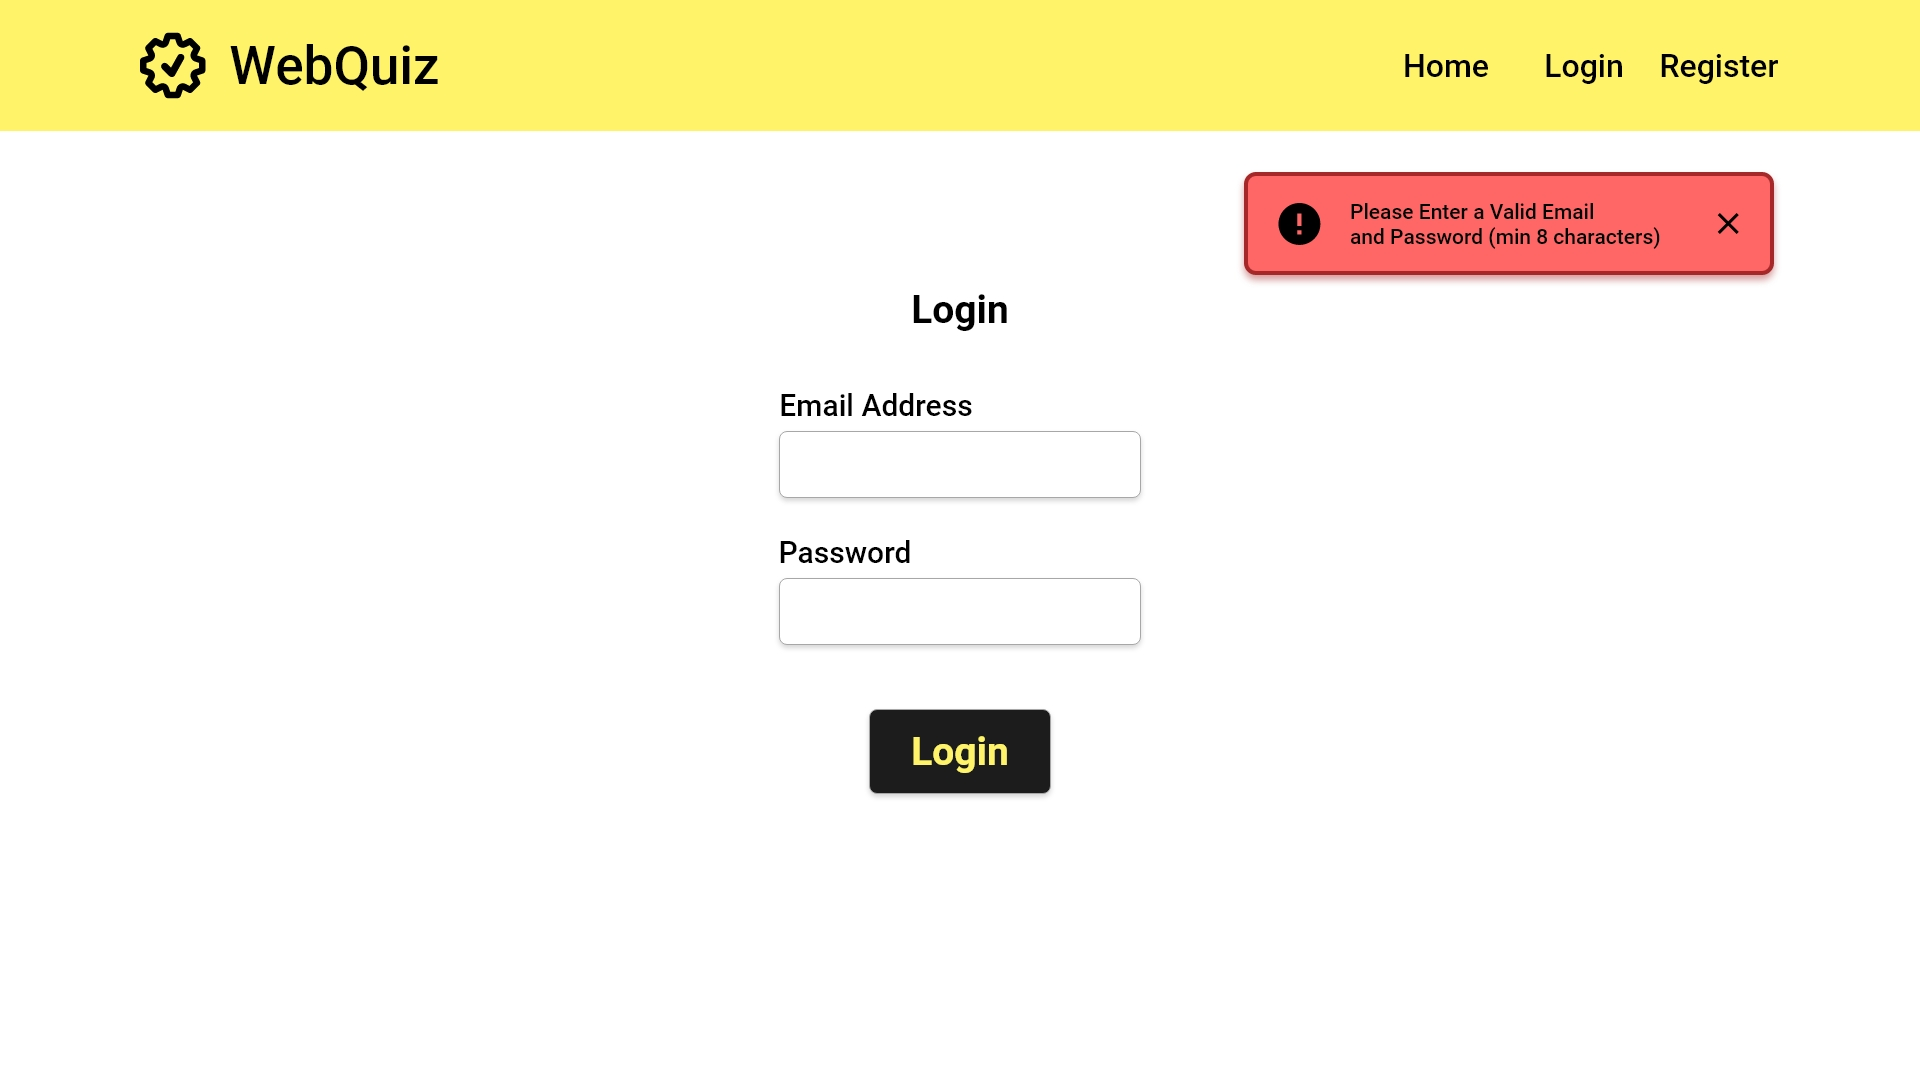 WebQuiz
Home
Login
Register
Please Enter a Valid Email
and Password (min 8 characters)
Login
Email Address
Password
Login